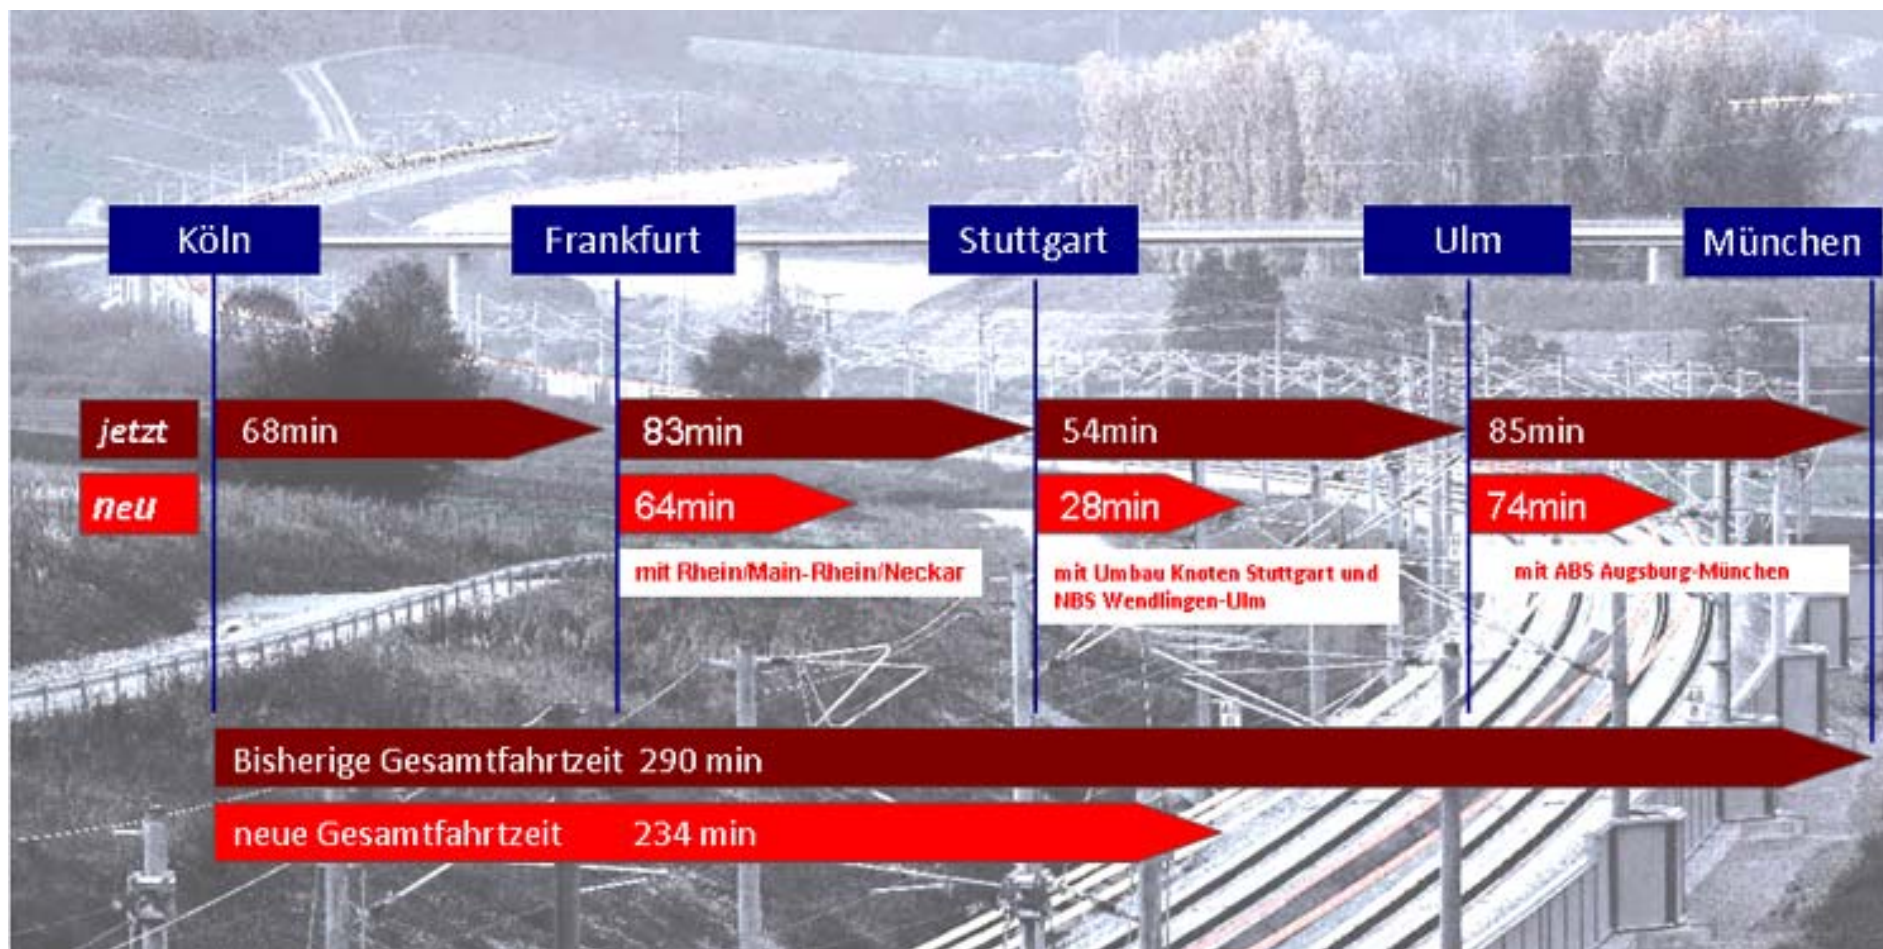 Köln Frankfurt Stuttgart Ulm München
jetzt 68min 83min 54min 85min
neu 64min 28min 74min
mit Rhein/Main-Rhein/Neckar
mit Umbau Knoten Stuttgart und
NBS Wendlingen-Ulm
mit ABS Augsburg-München
Bisherige Gesamtfahrtzeit 290 min
neue Gesamtfahrtzeit 234 min